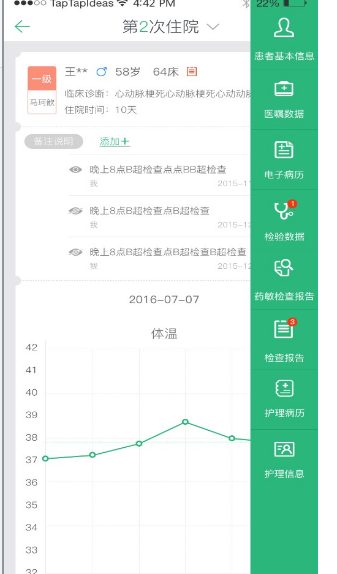 TapTapIdeas 4:42 PM 22%
第2次住院
一级
马珂歆
王** 58岁 64床
临床诊断：心动脉梗死心动脉梗死心动动脉
住院时间：10天
备注说明 添加+
晚上8点B超检查点点BB超检查
我 2015-1
晚上8点B超检查点B超检查
我 2015-1
晚上8点B超检查点B超检查B超检查
我 2015-12
2016-07-07
体温
42
41
40
39
38
37
36
35
34
33
32
患者基本信息
医嘱数据
电子病历
1
检验数据
药敏检查报告
3
检查报告
护理病历
护理信息